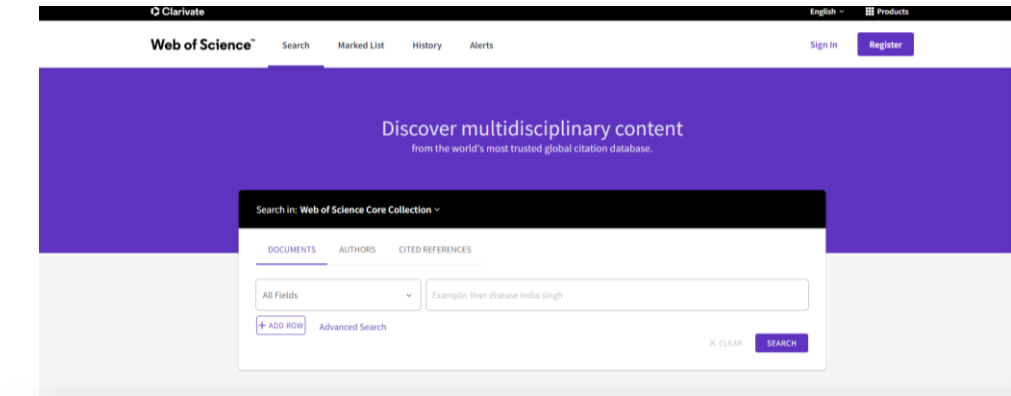 Clarivate English Products
Web of Science™ Search Marked List History Alerts Sign In Register
Discover multidisciplinary content
from the world's most trusted global citation database.
Search in: Web of Science Core Collection
DOCUMENTS AUTHORS CITED REFERENCES
All Fields Example: liver disease india singh
+ ADD ROW Advanced Search
× CLEAR SEARCH